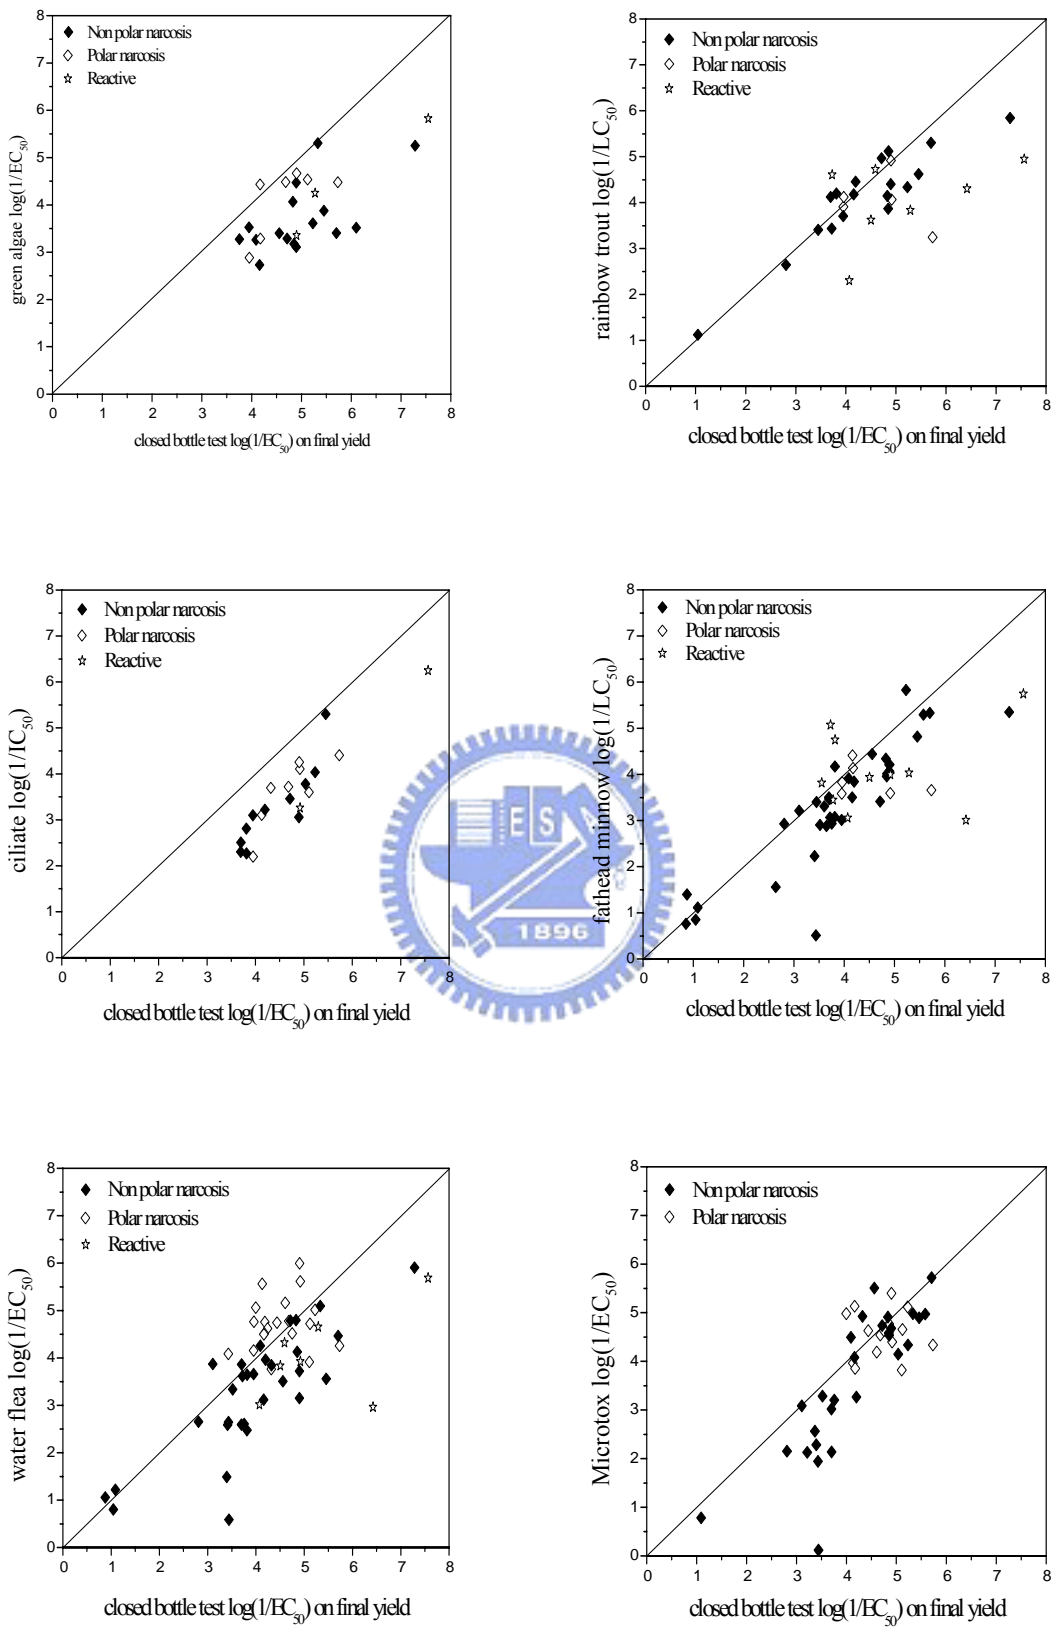 Non polar narcosis
Polar narcosis
Reactive
green algae log(1/EC50)
8
7
6
5
4
3
2
1
0
0 1 2 3 4 5 6 7 8
closed bottle test log(1/EC50) on final yield
Non polar narcosis
Polar narcosis
Reactive
rainbow trout log(1/LC50)
8
7
6
5
4
3
2
1
0
0 1 2 3 4 5 6 7 8
closed bottle test log(1/EC50) on final yield
Non polar narcosis
Polar narcosis
Reactive
ciliate log(1/IC50)
8
7
6
5
4
3
2
1
0
0 1 2 3 4 5 6 7 8
closed bottle test log(1/EC50) on final yield
Non polar narcosis
Polar narcosis
Reactive
fathead minnow log(1/LC50)
8
7
6
5
4
3
2
1
0
0 1 2 3 4 5 6 7 8
closed bottle test log(1/EC50) on final yield
E S
1896
Non polar narcosis
Polar narcosis
Reactive
water flea log(1/EC50)
8
7
6
5
4
3
2
1
0
0 1 2 3 4 5 6 7 8
closed bottle test log(1/EC50) on final yield
Non polar narcosis
Polar narcosis
Microtox log(1/EC50)
8
7
6
5
4
3
2
1
0
0 1 2 3 4 5 6 7 8
closed bottle test log(1/EC50) on final yield